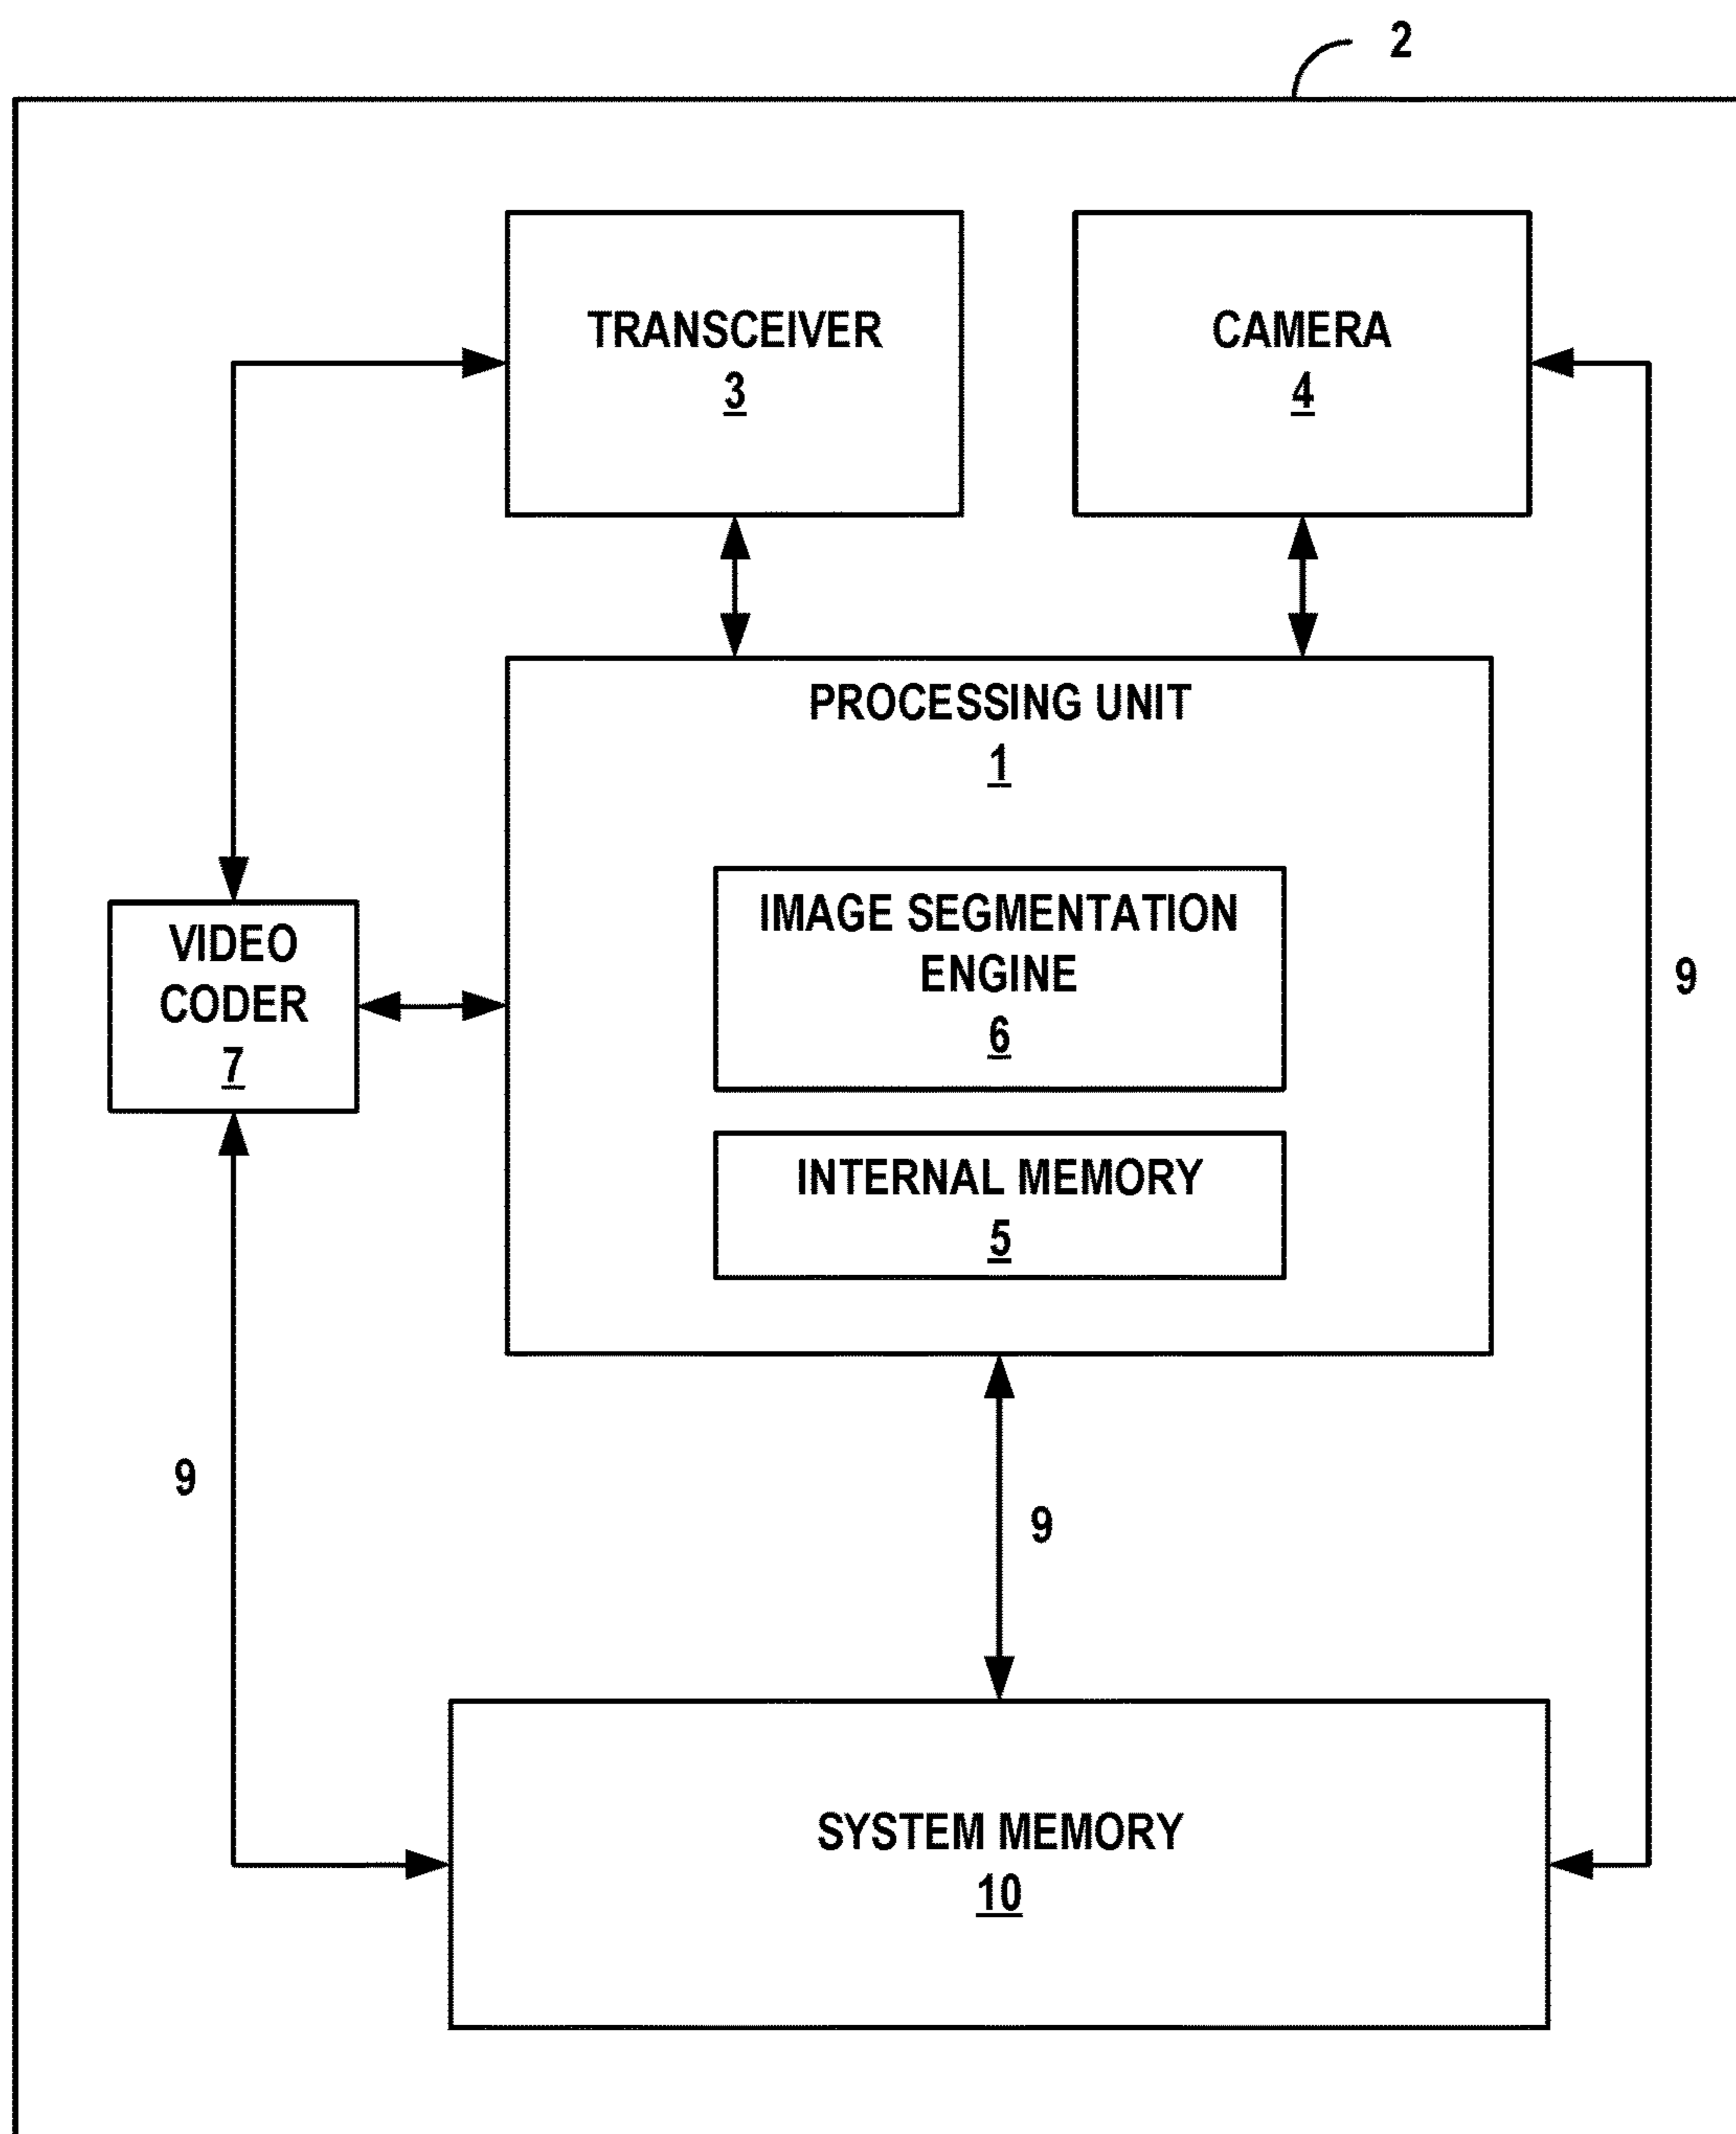 2
TRANSCEIVER
3
CAMERA
4
PROCESSING UNIT
1
IMAGE SEGMENTATION
ENGINE
6
VIDEO
CODER
7
9
INTERNAL MEMORY
5
9
9
SYSTEM MEMORY
10